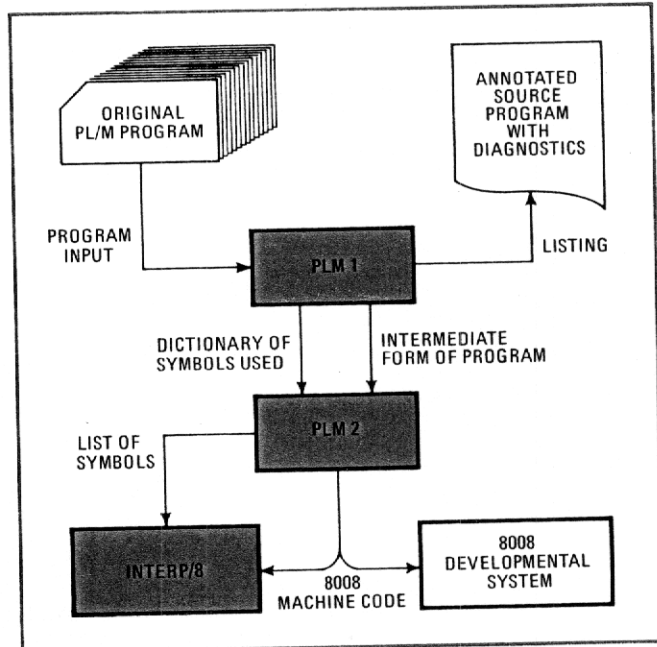 ORIGINAL
PL/M PROGRAM
ANNOTATED
SOURCE
PROGRAM
WITH
DIAGNOSTICS
PROGRAM
INPUT
PLM 1
LISTING
DICTIONARY OF
SYMBOLS USED
INTERMEDIATE
FORM OF PROGRAM
PLM 2
LIST OF
SYMBOLS
INTERP/8
8008
MACHINE CODE
8008
DEVELOPMENTAL
SYSTEM